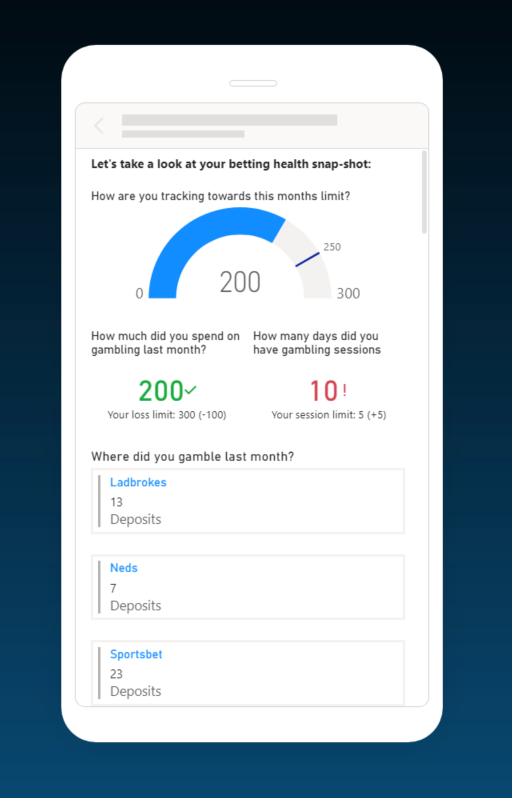 Let's take a look at your betting health snap-shot:
How are you tracking towards this months limit?
250
200
0
300
How much did you spend on
gambling last month?
How many days did you
have gambling sessions
200
10 !
Your loss limit: 300 (-100)
Your session limit: 5 (+5)
Where did you gamble last month?
Ladbrokes
13
Deposits
Neds
7
Deposits
Sportsbet
23
Deposits